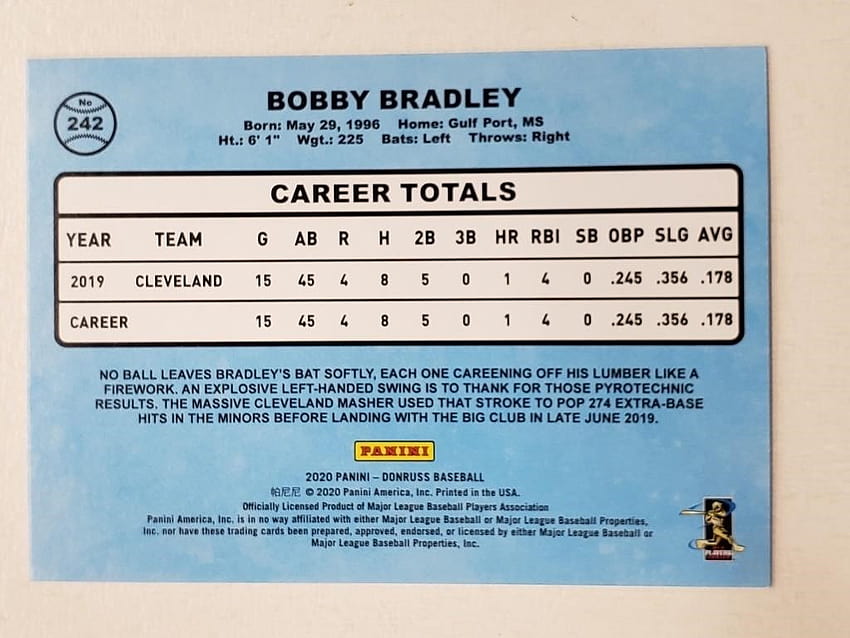 No
242
BOBBY BRADLEY
Born: May 29, 1996 Home: Gulf Port, MS
Ht.: 6' 1" Wgt.: 225 Bats: Left Throws: Right
CAREER TOTALS
YEAR TEAM G AB R H 2B 3B HR RBI SB OBP SLG AVG
2019 CLEVELAND 15 45 4 8 5 0 1 4 0 .245 .356 .178
CAREER 15 45 4 8 5 0 1 4 0 .245 .356 .178
NO BALL LEAVES BRADLEY'S BAT SOFTLY, EACH ONE CAREENING OFF HIS LUMBER LIKE A
FIREWORK. AN EXPLOSIVE LEFT-HANDED SWING IS TO THANK FOR THOSE PYROTECHNIC
RESULTS. THE MASSIVE CLEVELAND MASHER USED THAT STROKE TO POP 274 EXTRA-BASE
HITS IN THE MINORS BEFORE LANDING WITH THE BIG CLUB IN LATE JUNE 2019.
PANINI
2020 PANINI – DONRUSS BASEBALL
帕尼尼 © 2020 Panini America, Inc. Printed in the USA.
Officially Licensed Product of Major League Baseball Players Association
Panini America, Inc. is in no way affiliated with either Major League Baseball or Major League Baseball Properties,
Inc. nor have these trading cards been prepared, approved, endorsed, or licensed by either Major League Baseball or
Major League Baseball Properties, Inc.
PLAYERS